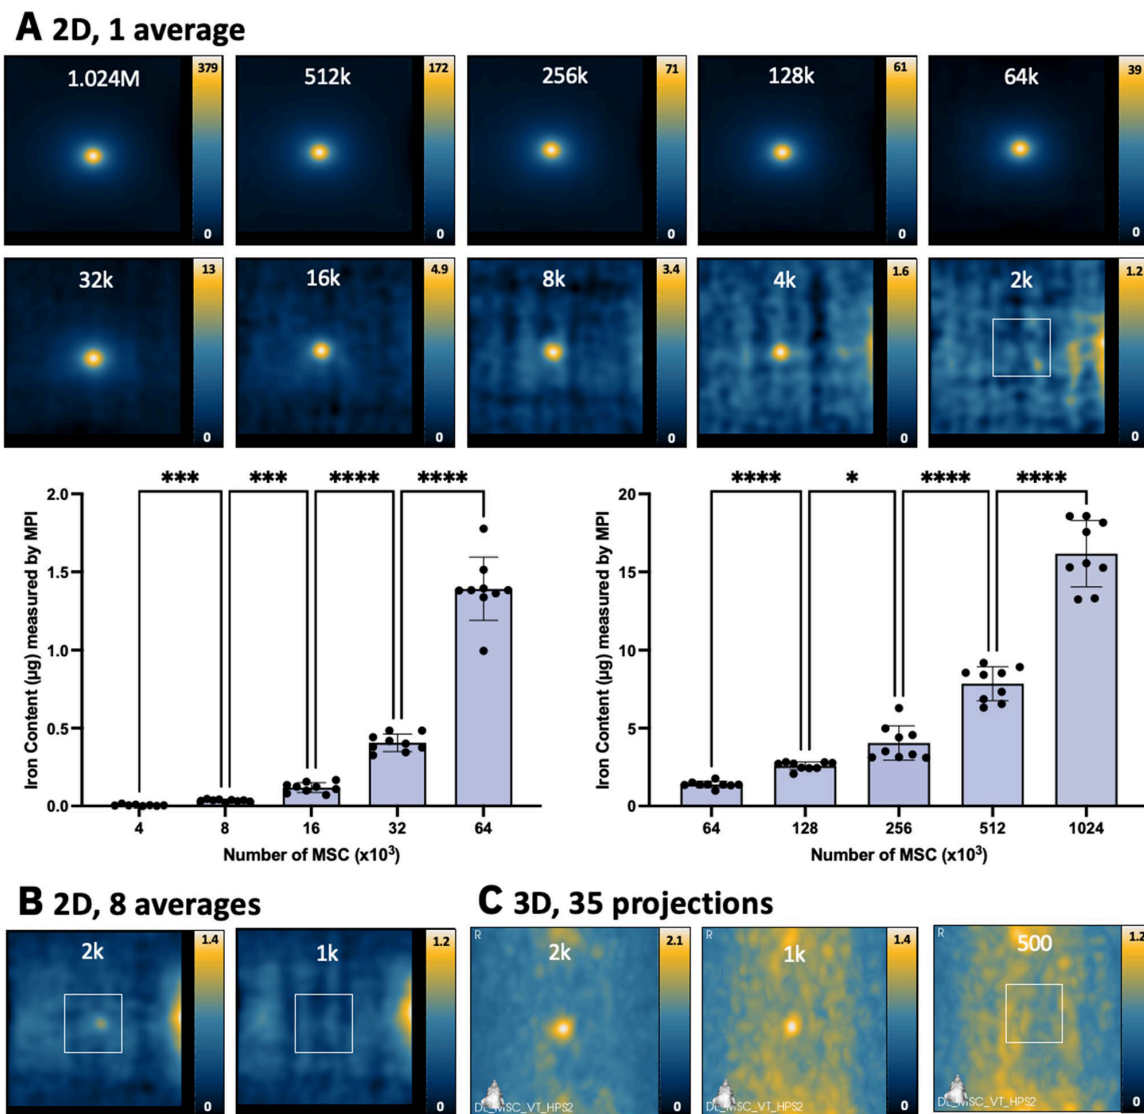 A 2D, 1 average
1.024M 379 0
512k 172 0
256k 71 0
128k 61 0
64k 39 0
32k 13 0
16k 4.9 0
8k 3.4 0
4k 1.6 0
2k 1.2 0
*** *** **** ****
Iron Content (µg) measured by MPI
2.0
1.5
1.0
0.5
0.0
4 8 16 32 64
Number of MSC (x10³)
**** * **** ****
Iron Content (µg) measured by MPI
20
15
10
5
0
64 128 256 512 1024
Number of MSC (x10³)
B 2D, 8 averages
2k 1.4 0
1k 1.2 0
C 3D, 35 projections
R 2k 2.1 0
DL_MSC_VT_HPS2
R 1k 1.4 0
DL_MSC_VT_HPS2
R 500 1.2 0
DL_MSC_VT_HPS2